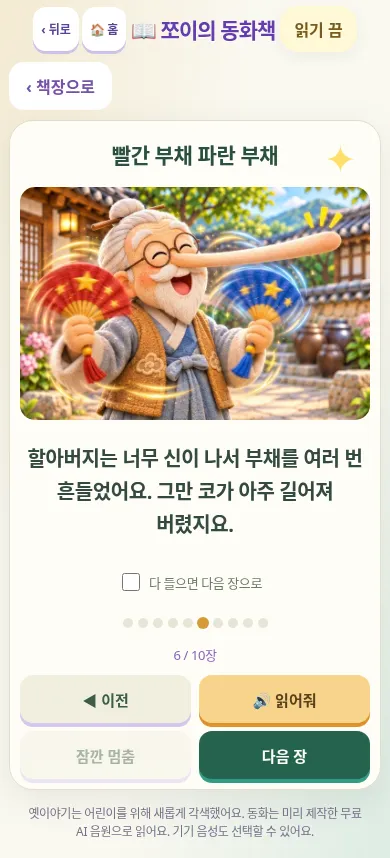 ‹ 뒤로
🏠 홈
📖 쪼이의 동화책
읽기 끔
‹ 책장으로
빨간 부채 파란 부채
할아버지는 너무 신이 나서 부채를 여러 번
흔들었어요. 그만 코가 아주 길어져
버렸지요.
다 들으면 다음 장으로
6 / 10장
◀ 이전
🔊 읽어줘
잠깐 멈춤
다음 장
옛이야기는 어린이를 위해 새롭게 각색했어요. 동화는 미리 제작한 무료
AI 음원으로 읽어요. 기기 음성도 선택할 수 있어요.